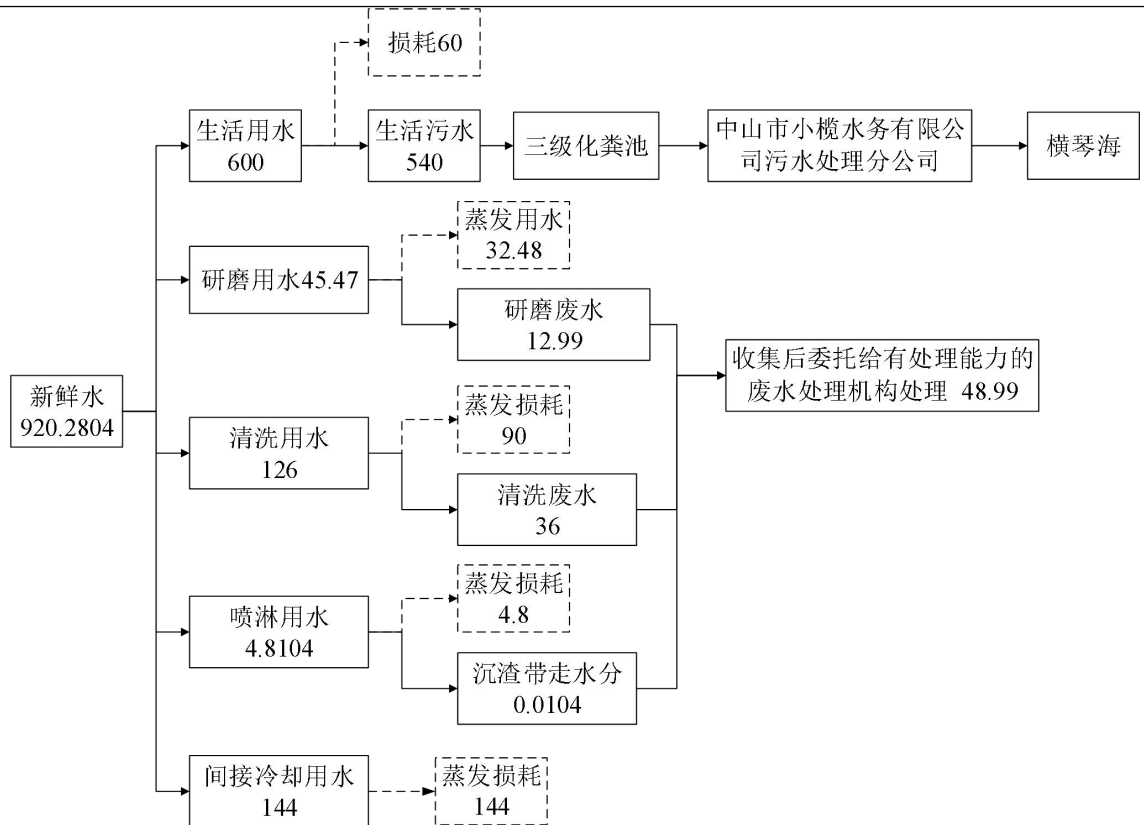 损耗60
生活用水
600
生活污水
540
三级化粪池
中山市小榄水务有限公
司污水处理分公司
横琴海
蒸发用水
32.48
研磨用水45.47
研磨废水
12.99
收集后委托给有处理能力的
废水处理机构处理 48.99
新鲜水
920.2804
蒸发损耗
90
清洗用水
126
清洗废水
36
蒸发损耗
4.8
喷淋用水
4.8104
沉渣带走水分
0.0104
间接冷却用水
144
蒸发损耗
144